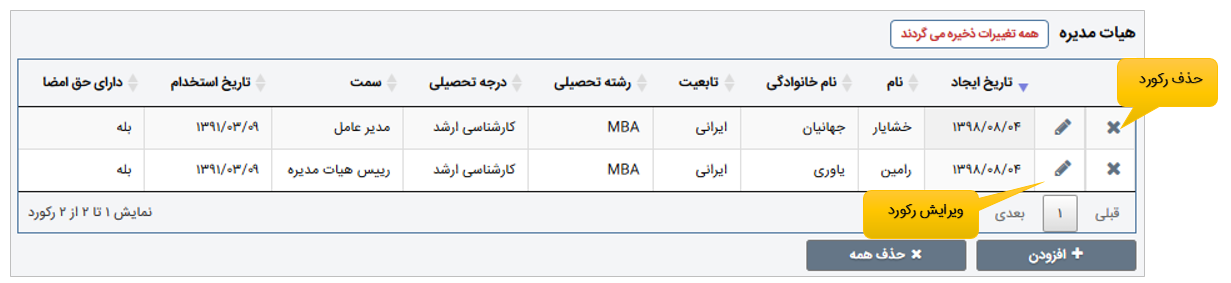 هیات مدیره همه تغییرات ذخیره می گردند
حذف رکورد
تاریخ ایجاد نام نام خانوادگی تابعیت رشته تحصیلی درجه تحصیلی سمت تاریخ استخدام دارای حق امضا
۱۳۹۸/۰۸/۰۴ خشایار جهانیان ایرانی MBA کارشناسی ارشد مدیر عامل ۱۳۹۱/۰۳/۰۹ بله
۱۳۹۸/۰۸/۰۴ رامین یاوری ایرانی MBA کارشناسی ارشد رییس هیات مدیره ۱۳۹۱/۰۳/۰۹ بله
ویرایش رکورد
قبلی ۱ بعدی نمایش ۱ تا ۲ از ۲ رکورد
افزودن حذف همه